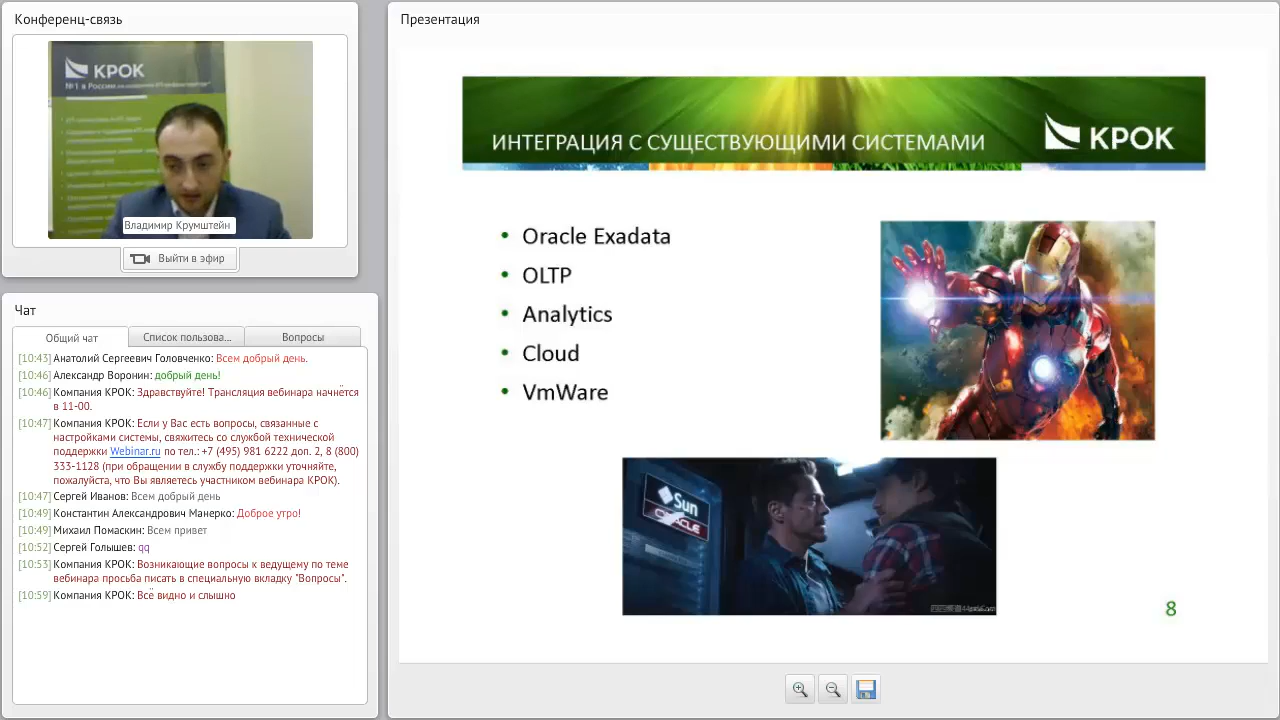 Конференц-связь
КРОК
№1 в России
Владимир Крумштейн
Выйти в эфир
Чат
Общий чат
Список пользова...
Вопросы
[10:43] Анатолий Сергеевич Головченко: Всем добрый день.
[10:46] Александр Воронин: добрый день!
[10:46] Компания КРОК: Здравствуйте! Трансляция вебинара начнётся
в 11-00.
[10:47] Компания КРОК: Если у Вас есть вопросы, связанные с
настройками системы, свяжитесь со службой технической
поддержки Webinar.ru по тел.: +7 (495) 981 6222 доп. 2, 8 (800)
333-1128 (при обращении в службу поддержки уточняйте,
пожалуйста, что Вы являетесь участником вебинара КРОК).
[10:47] Сергей Иванов: Всем добрый день
[10:49] Константин Александрович Манерко: Доброе утро!
[10:49] Михаил Помаскин: Всем привет
[10:52] Сергей Голышев: qq
[10:53] Компания КРОК: Возникающие вопросы к ведущему по теме
вебинара просьба писать в специальную вкладку "Вопросы".
[10:59] Компания КРОК: Всё видно и слышно
Презентация
ИНТЕГРАЦИЯ С СУЩЕСТВУЮЩИМИ СИСТЕМАМИ
КРОК
• Oracle Exadata
• OLTP
• Analytics
• Cloud
• VmWare
Sun
ORACLE
8